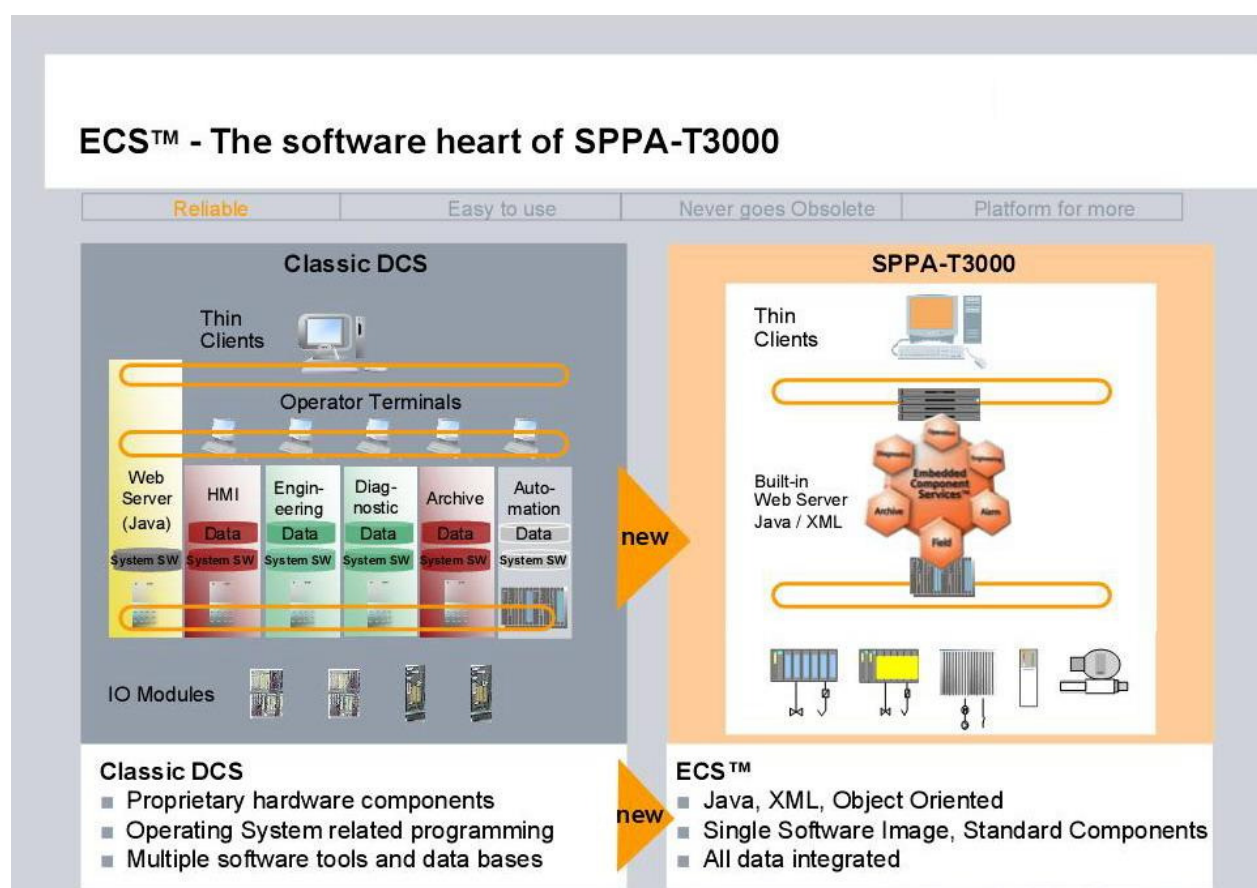 ECS™ - The software heart of SPPA-T3000
Reliable
Easy to use
Never goes Obsolete
Platform for more
Classic DCS
Thin
Clients
Operator Terminals
Web
Server
(Java)
HMI
Engin-
eering
Diag-
nostic
Archive
Auto-
mation
Data
Data
Data
Data
Data
System SW
System SW
System SW
System SW
System SW
System SW
IO Modules
new
SPPA-T3000
Thin
Clients
Built-in
Web Server
Java / XML
Operation
Diagnostics
Engineering
Embedded
Component
Services™
Archive
Alarm
Field
Classic DCS
Proprietary hardware components
Operating System related programming
Multiple software tools and data bases
new
ECS™
Java, XML, Object Oriented
Single Software Image, Standard Components
All data integrated